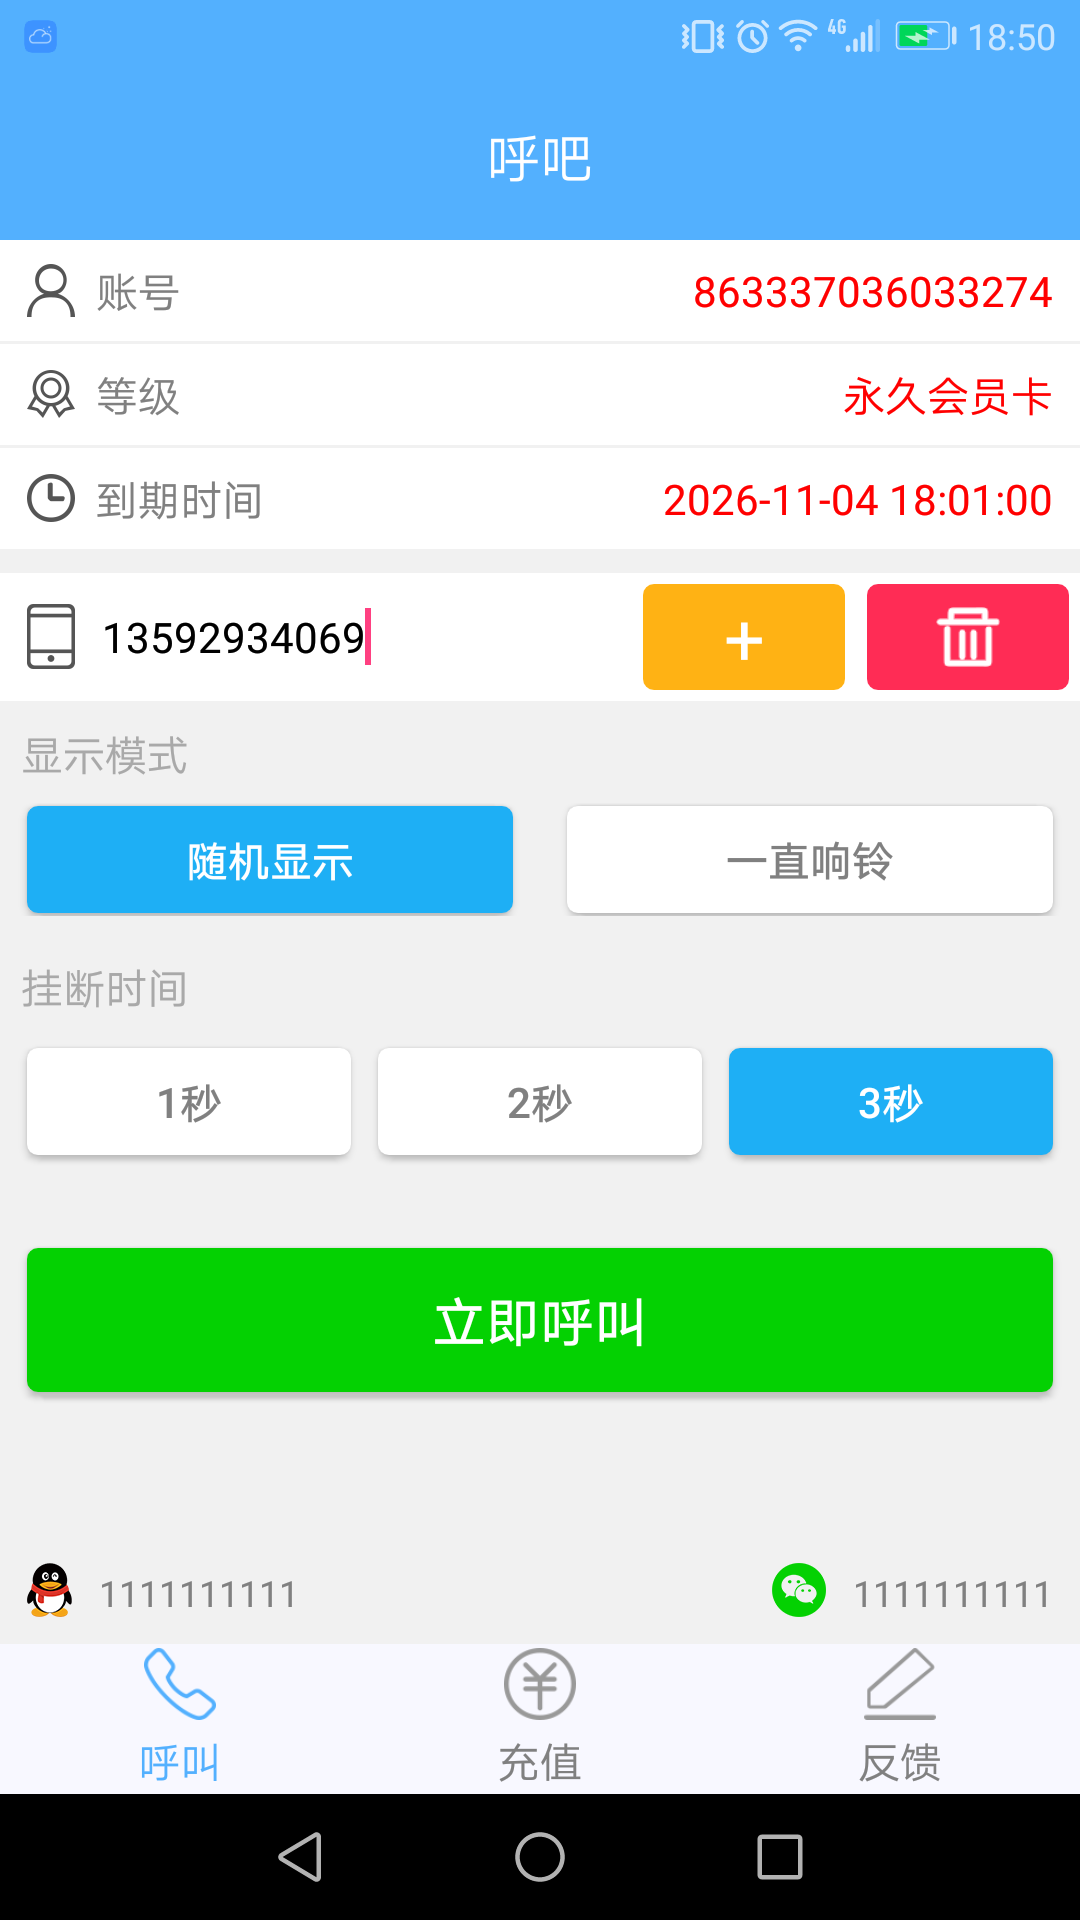 4G 18:50
呼吧
账号 863337036033274
等级 永久会员卡
到期时间 2026-11-04 18:01:00
13592934069 +
显示模式
随机显示 一直响铃
挂断时间
1秒 2秒 3秒
立即呼叫
1111111111 1111111111
呼叫 充值 反馈